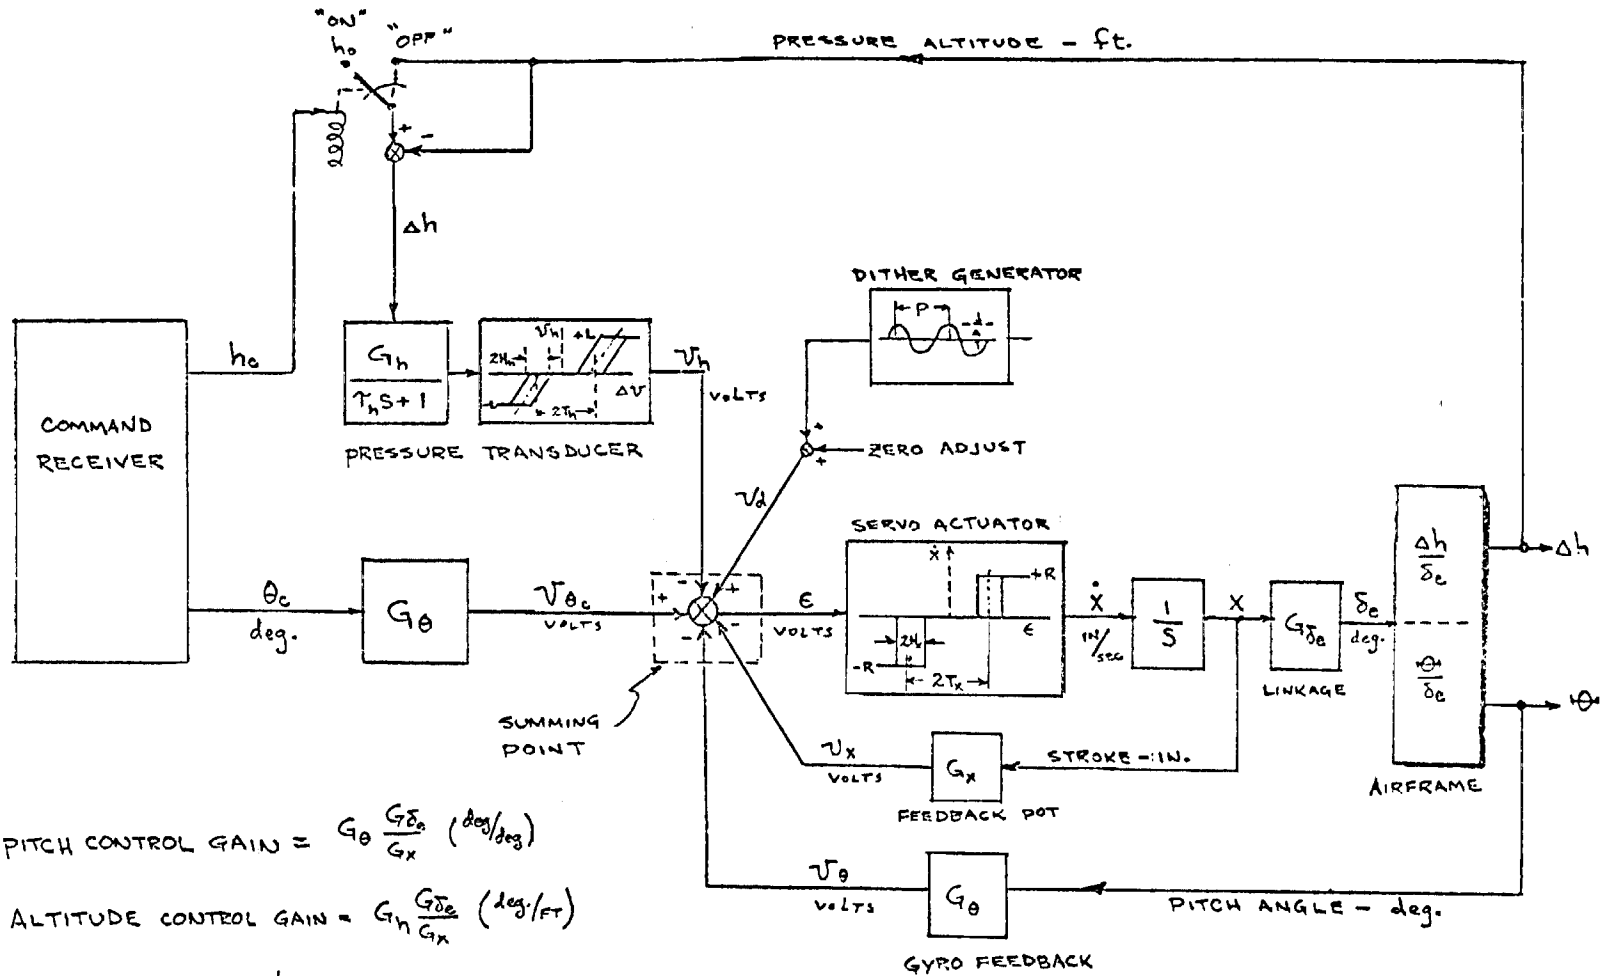 "ON"
"OFF"
h₀
PRESSURE ALTITUDE - ft.
+
-
Δh
DITHER GENERATOR
P
COMMAND
RECEIVER
h_c
G_h
τ_h S + 1
PRESSURE TRANSDUCER
2H_h
v_h
+L
ΔV
2T_h
v_h
VOLTS
+
+
ZERO ADJUST
v_d
SERVO ACTUATOR
ẋ
+R
ε
2H_x
-R
2T_x
θ_c
deg.
G_θ
v_θc
VOLTS
+
-
+
-
-
ε
VOLTS
Ẋ
IN/SEC
1
S
X
G_δe
LINKAGE
δ_e
deg.
Δh
δ_e
θ
δ_e
AIRFRAME
Δh
θ
SUMMING
POINT
v_x
VOLTS
G_x
STROKE - IN.
FEEDBACK POT
v_θ
VOLTS
G_θ
PITCH ANGLE - deg.
GYRO FEEDBACK
PITCH CONTROL GAIN = G_θ G_δe/G_x (deg/deg)
ALTITUDE CONTROL GAIN = G_h G_δe/G_x (deg./FT)